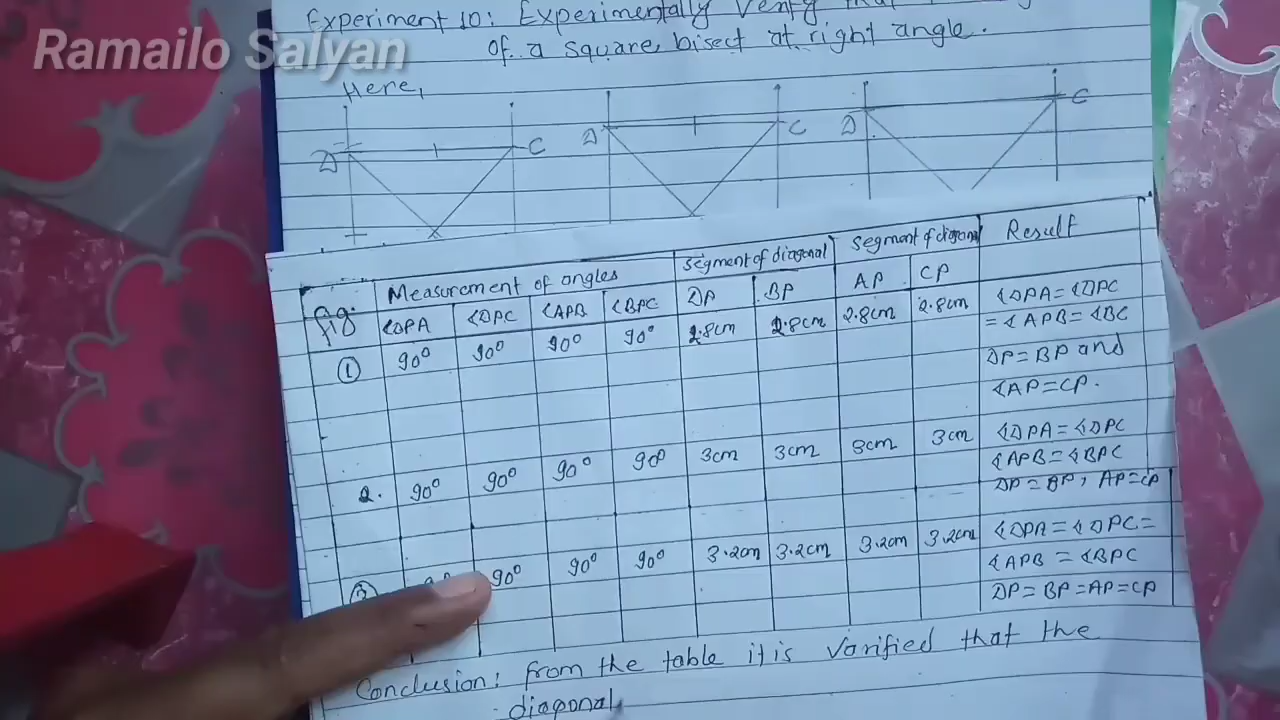 Experiment 10: Experimentally verify that
of a square bisect at right angle.
Ramailo Salyan
Here,
D C D C D C
fig. Measurement of angles segment of diagonal segment of diagonal Result
∢DPA ∢DPC ∢APB ∢BPC DP BP AP CP
① 90° 90° 90° 90° 2.8cm 2.8cm 2.8cm 2.8cm ∢DPA = ∢DPC
= ∢APB = ∢BC
DP = BP and
∢AP = CP.
2. 90° 90° 90° 90° 3cm 3cm 3cm 3cm ∢DPA = ∢DPC
∢APB = ∢BPC
DP = BP, AP = CP
③ 90° 90° 90° 3.2cm 3.2cm 3.2cm 3.2cm ∢DPA = ∢DPC =
∢APB = ∢BPC
DP = BP = AP = CP
Conclusion: from the table it is varified that the
diagonal